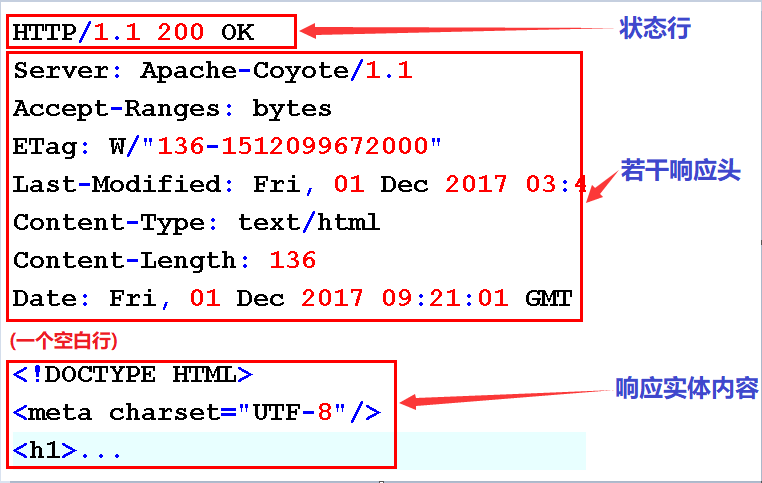 HTTP/1.1 200 OK
状态行
Server: Apache-Coyote/1.1
Accept-Ranges: bytes
ETag: W/"136-1512099672000"
Last-Modified: Fri, 01 Dec 2017 03:4
若干响应头
Content-Type: text/html
Content-Length: 136
Date: Fri, 01 Dec 2017 09:21:01 GMT
(一个空白行)
<!DOCTYPE HTML>
<meta charset="UTF-8"/>
响应实体内容
<h1>...